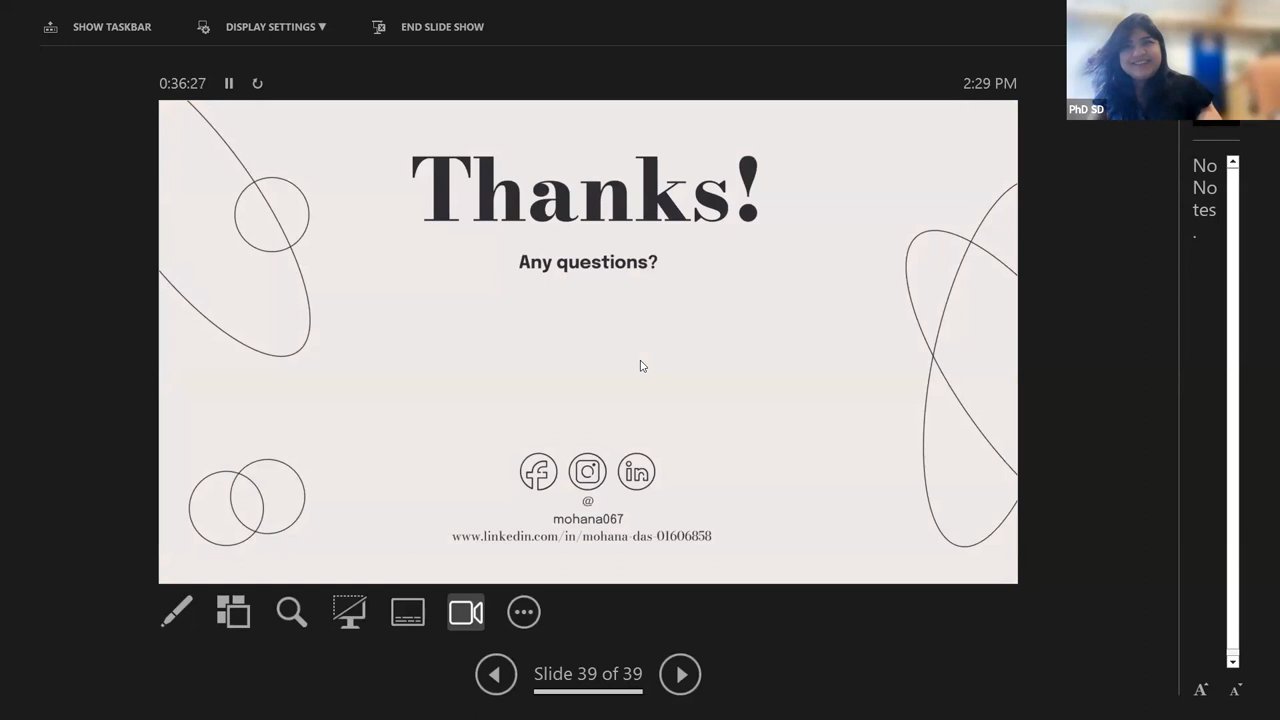 SHOW TASKBAR
DISPLAY SETTINGS ▼
END SLIDE SHOW
PhD SD
0:36:27
2:29 PM
Thanks!
Any questions?
@
mohana067
www.linkedin.com/in/mohana-das-01606858
No
No
tes
.
Slide 39 of 39
A
A